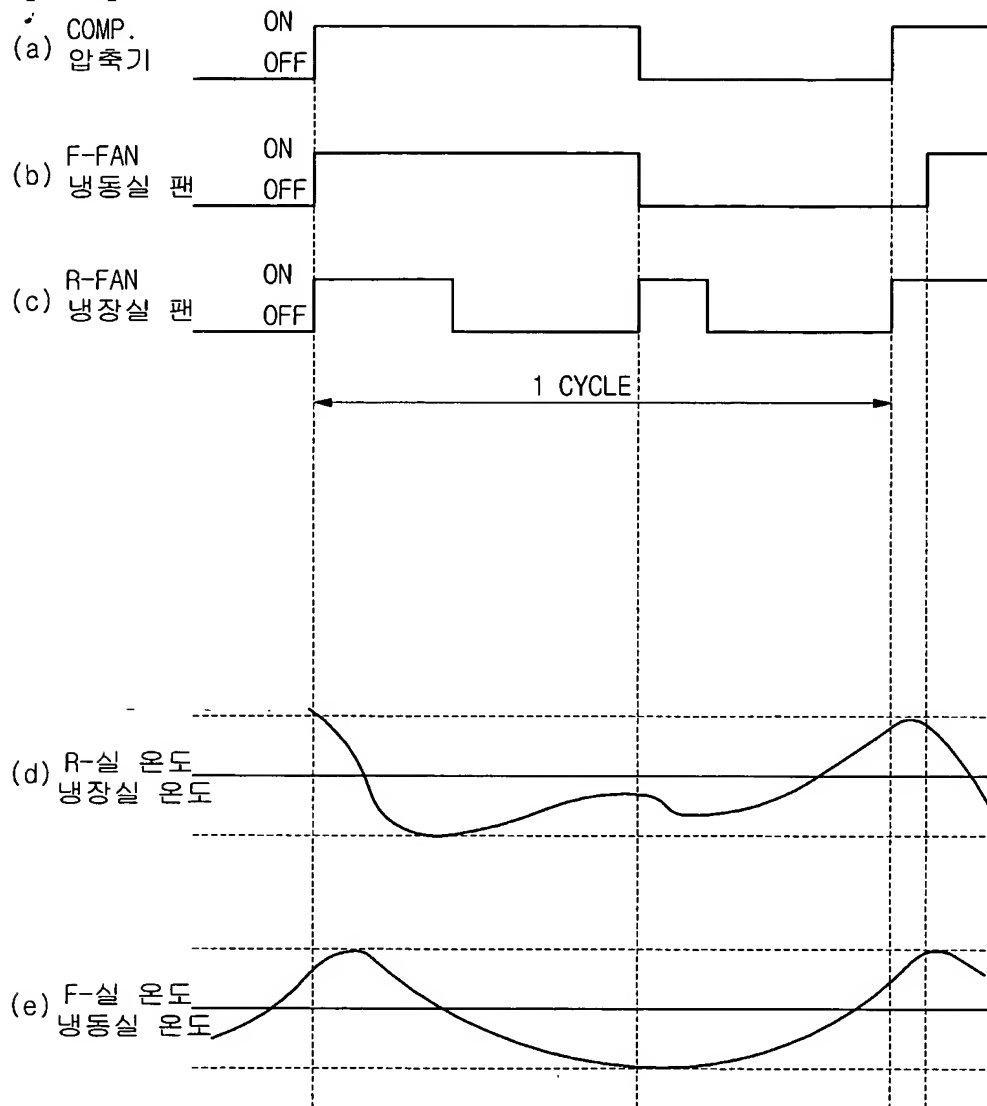 (a) COMP. ON
압축기 OFF
(b) F-FAN ON
냉동실 팬 OFF
(c) R-FAN ON
냉장실 팬 OFF
1 CYCLE
(d) R-실 온도
냉장실 온도
(e) F-실 온도
냉동실 온도